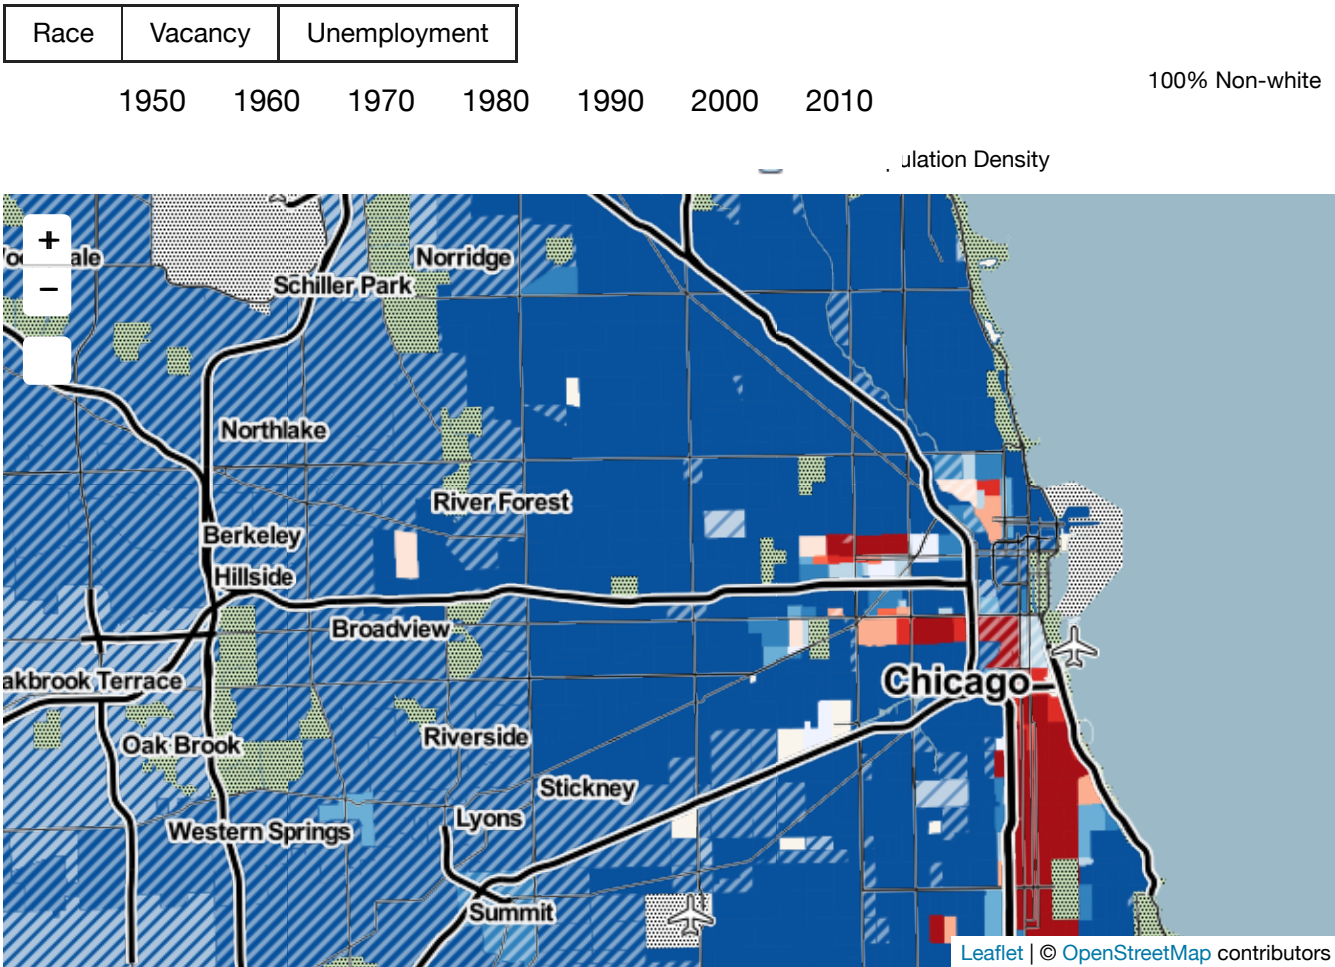 Race Vacancy Unemployment
100% Non-white
1950 1960 1970 1980 1990 2000 2010
ulation Density
+
−
Norridge
Schiller Park
Northlake
River Forest
Berkeley
Hillside
Broadview
akbrook Terrace
Chicago
Oak Brook
Riverside
Stickney
Lyons
Western Springs
Summit
Leaflet | © OpenStreetMap contributors